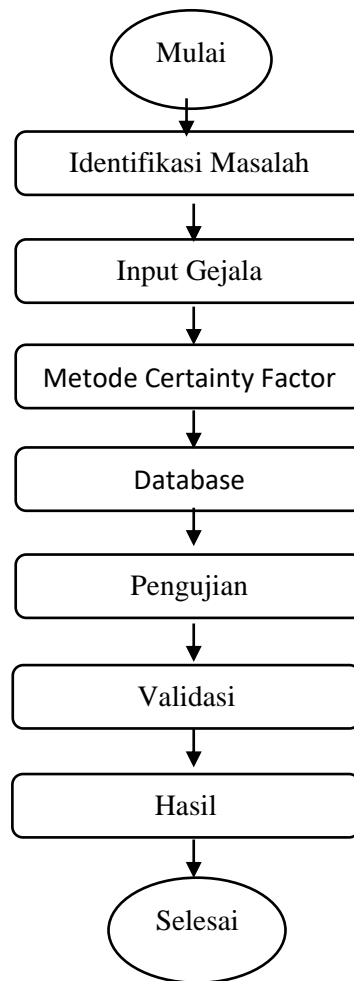 Mulai
Identifikasi Masalah
Input Gejala
Metode Certainty Factor
Database
Pengujian
Validasi
Hasil
Selesai